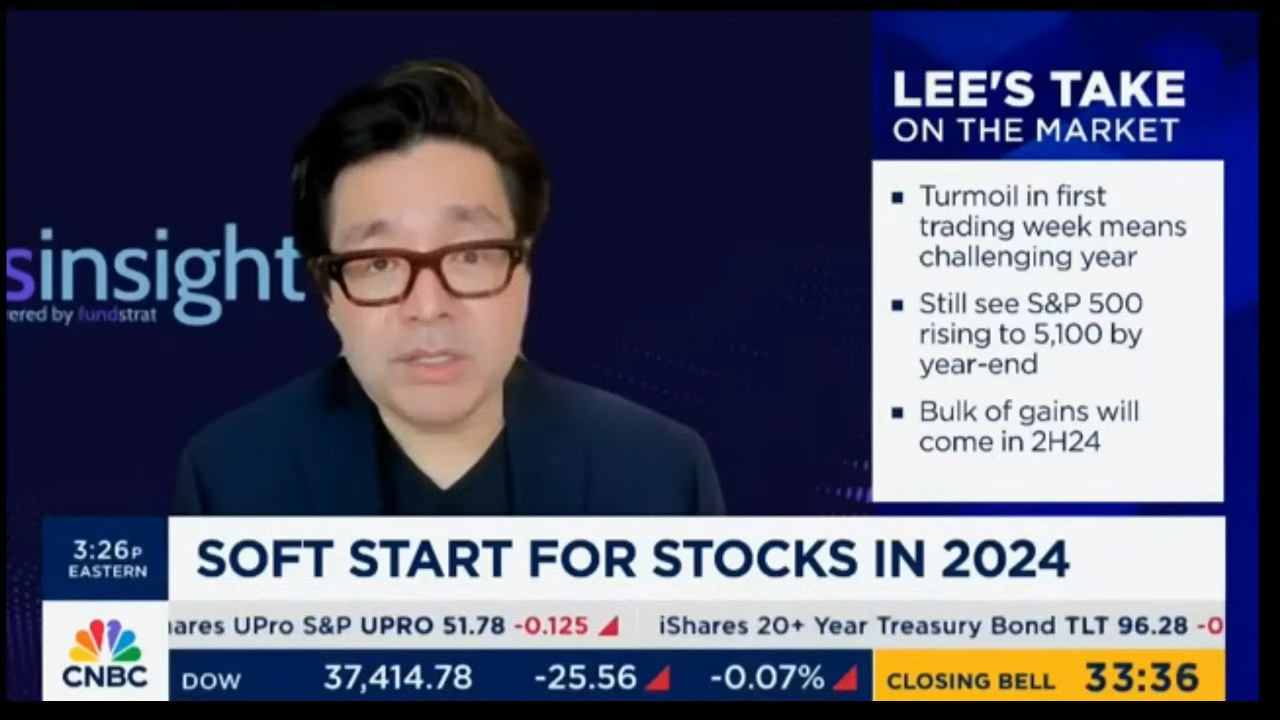 LEE'S TAKE
ON THE MARKET
▪ Turmoil in first
trading week means
challenging year
▪ Still see S&P 500
rising to 5,100 by
year-end
▪ Bulk of gains will
come in 2H24
sinsight
ered by fundstrat
3:26P
EASTERN
SOFT START FOR STOCKS IN 2024
ares UPro S&P UPRO 51.78 -0.125 iShares 20+ Year Treasury Bond TLT 96.28 -0
CNBC
DOW 37,414.78 -25.56 -0.07%
CLOSING BELL 33:36